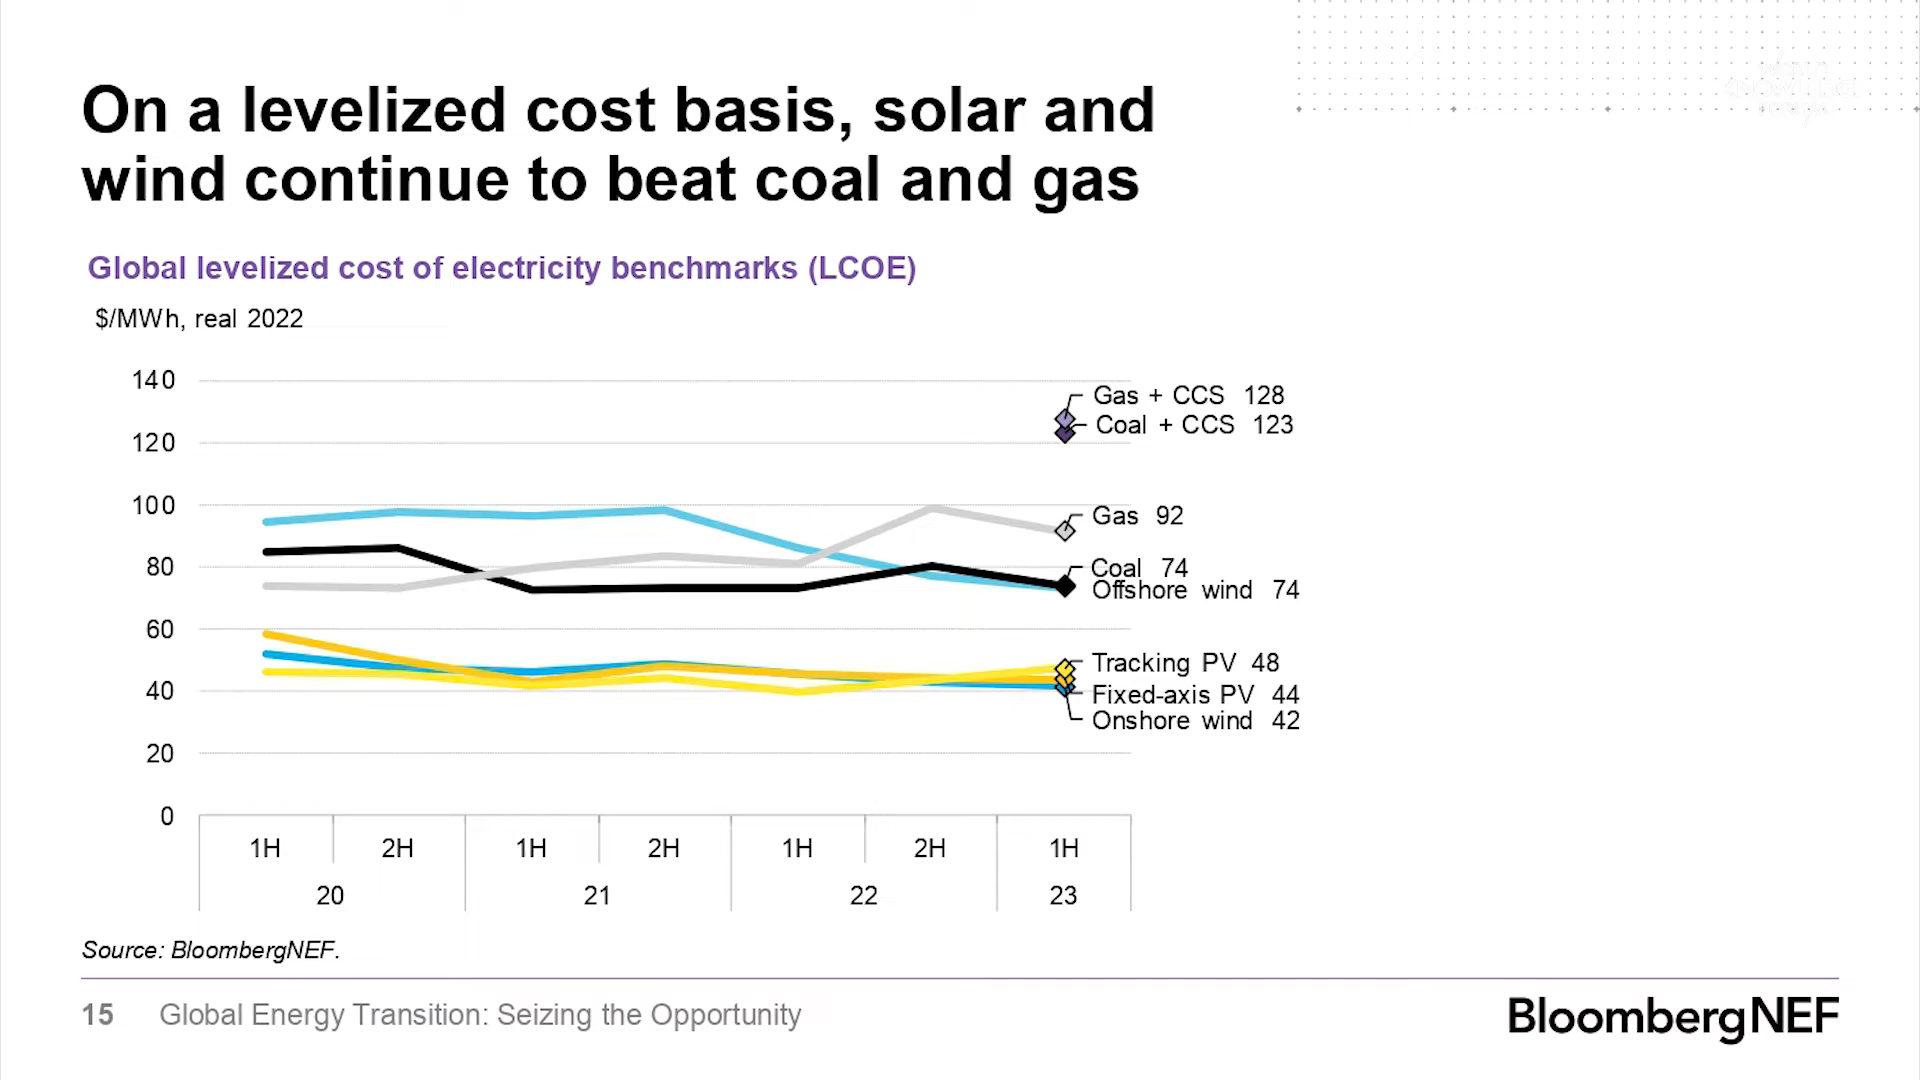 On a levelized cost basis, solar and
wind continue to beat coal and gas
Global levelized cost of electricity benchmarks (LCOE)
$/MWh, real 2022
140
120
100
80
60
40
20
0
Gas + CCS 128
Coal + CCS 123
Gas 92
Coal 74
Offshore wind 74
Tracking PV 48
Fixed-axis PV 44
Onshore wind 42
1H 2H 1H 2H 1H 2H 1H
20 21 22 23
Source: BloombergNEF.
15 Global Energy Transition: Seizing the Opportunity
BloombergNEF